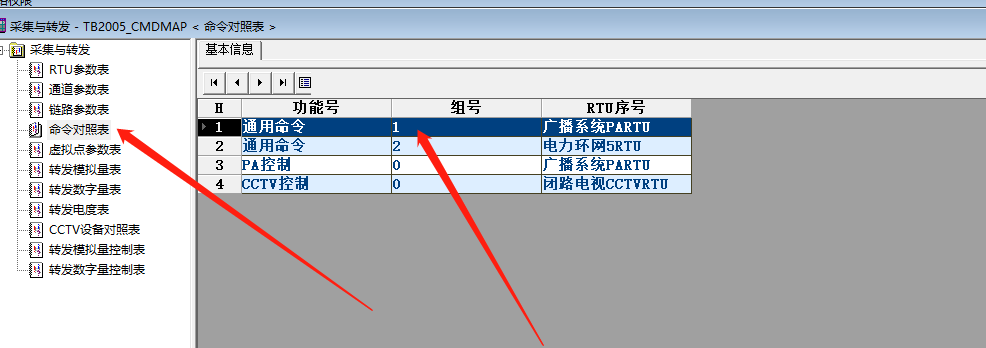 采集与转发 - TB2005_CMDMAP < 命令对照表 >
采集与转发
RTU参数表
通道参数表
链路参数表
命令对照表
虚拟点参数表
转发模拟量表
转发数字量表
转发电度表
CCTV设备对照表
转发模拟量控制表
转发数字量控制表
基本信息
H 功能号 组号 RTU序号
1 通用命令 1 广播系统PARTU
2 通用命令 2 电力环网5RTU
3 PA控制 0 广播系统PARTU
4 CCTV控制 0 闭路电视CCTVRTU